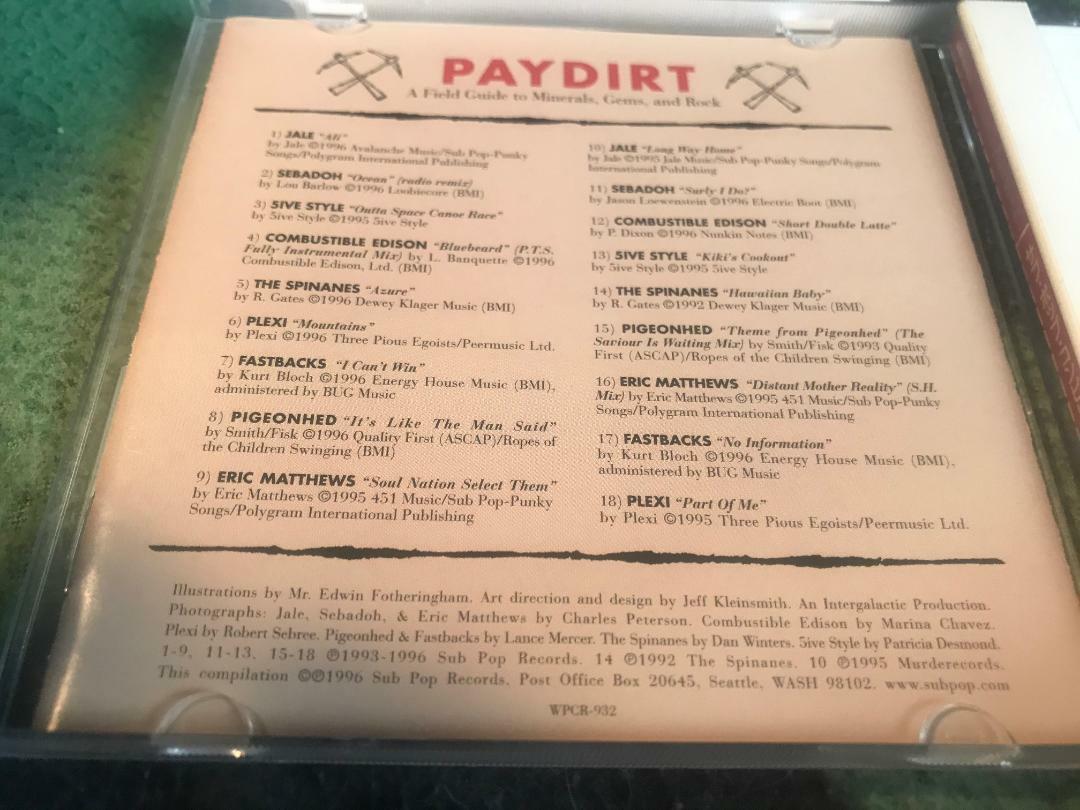 PAYDIRT
A Field Guide to Minerals, Gems, and Rock
1) JALE "Ali"
by Jale ©1996 Avalanche Music/Sub Pop-Punky
Songs/Polygram International Publishing
2) SEBADOH "Ocean" (radio remix)
by Lou Barlow ©1996 Loobiecore (BMI)
3) 5IVE STYLE "Outta Space Canoe Race"
by 5ive Style ©1995 5ive Style
4) COMBUSTIBLE EDISON "Bluebeard" (P.T.S.
Fully Instrumental Mix) by L. Banquette ©1996
Combustible Edison, Ltd. (BMI)
5) THE SPINANES "Azure"
by R. Gates ©1996 Dewey Klager Music (BMI)
6) PLEXI "Mountains"
by Plexi ©1996 Three Pious Egoists/Peermusic Ltd.
7) FASTBACKS "I Can't Win"
by Kurt Bloch ©1996 Energy House Music (BMI),
administered by BUG Music
8) PIGEONHED "It's Like The Man Said"
by Smith/Fisk ©1996 Quality First (ASCAP)/Ropes of
the Children Swinging (BMI)
9) ERIC MATTHEWS "Soul Nation Select Them"
by Eric Matthews ©1995 451 Music/Sub Pop-Punky
Songs/Polygram International Publishing
10) JALE "Long Way Home"
by Jale ©1995 Jale Music/Sub Pop-Punky Songs/Polygram
International Publishing
11) SEBADOH "Surly I Do?"
by Jason Loewenstein ©1996 Electric Boot (BMI)
12) COMBUSTIBLE EDISON "Short Double Latte"
by P. Dixon ©1996 Nunkin Notes (BMI)
13) 5IVE STYLE "Kiki's Cookout"
by 5ive Style ©1995 5ive Style
14) THE SPINANES "Hawaiian Baby"
by R. Gates ©1992 Dewey Klager Music (BMI)
15) PIGEONHED "Theme from Pigeonhed" (The
Saviour Is Waiting Mix) by Smith/Fisk ©1993 Quality
First (ASCAP)/Ropes of the Children Swinging (BMI)
16) ERIC MATTHEWS "Distant Mother Reality" (S.H.
Mix) by Eric Matthews ©1995 451 Music/Sub Pop-Punky
Songs/Polygram International Publishing
17) FASTBACKS "No Information"
by Kurt Bloch ©1996 Energy House Music (BMI),
administered by BUG Music
18) PLEXI "Part Of Me"
by Plexi ©1995 Three Pious Egoists/Peermusic Ltd.
Illustrations by Mr. Edwin Fotheringham. Art direction and design by Jeff Kleinsmith. An Intergalactic Production.
Photographs: Jale, Sebadoh, & Eric Matthews by Charles Peterson. Combustible Edison by Marina Chavez.
Plexi by Robert Sebree. Pigeonhed & Fastbacks by Lance Mercer. The Spinanes by Dan Winters. 5ive Style by Patricia Desmond.
1-9, 11-13, 15-18 ℗1993-1996 Sub Pop Records. 14 ℗1992 The Spinanes. 10 ℗1995 Murderecords.
This compilation ©℗1996 Sub Pop Records, Post Office Box 20645, Seattle, WASH 98102. www.subpop.com
WPCR-932